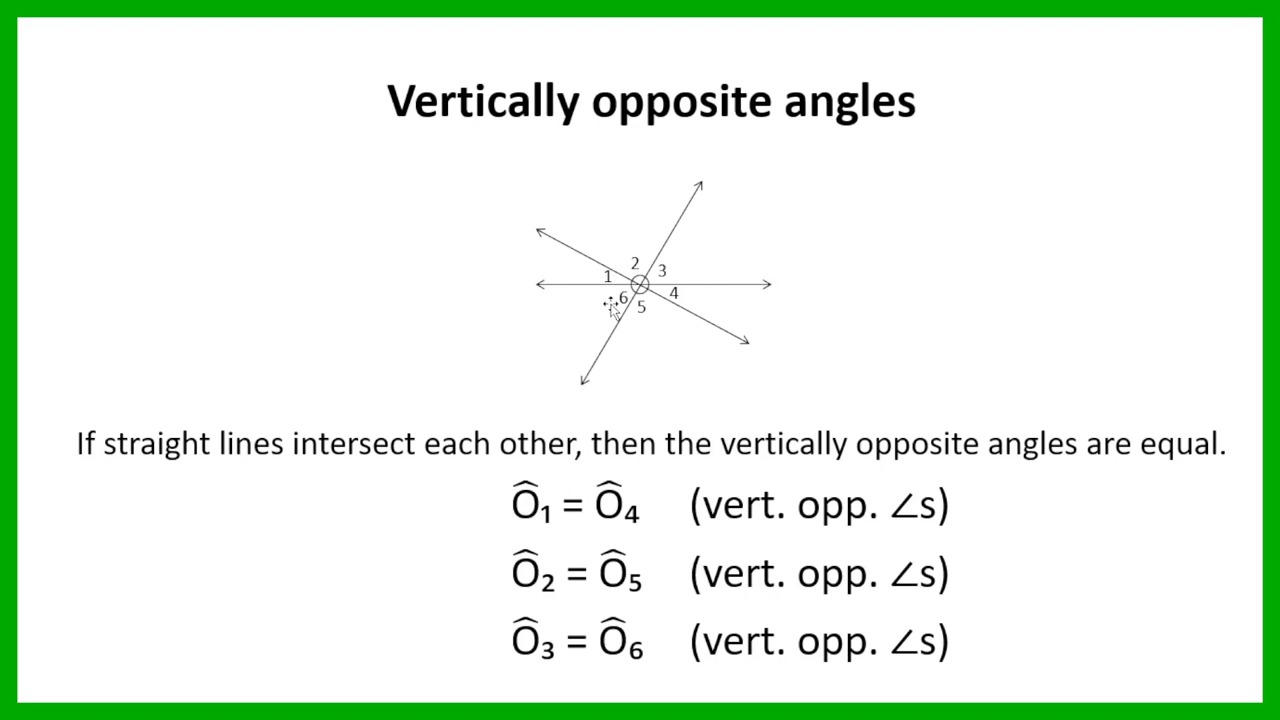 Vertically opposite angles
2
1 3
6 4
5
If straight lines intersect each other, then the vertically opposite angles are equal.
Ô₁ = Ô₄ (vert. opp. ∠s)
Ô₂ = Ô₅ (vert. opp. ∠s)
Ô₃ = Ô₆ (vert. opp. ∠s)